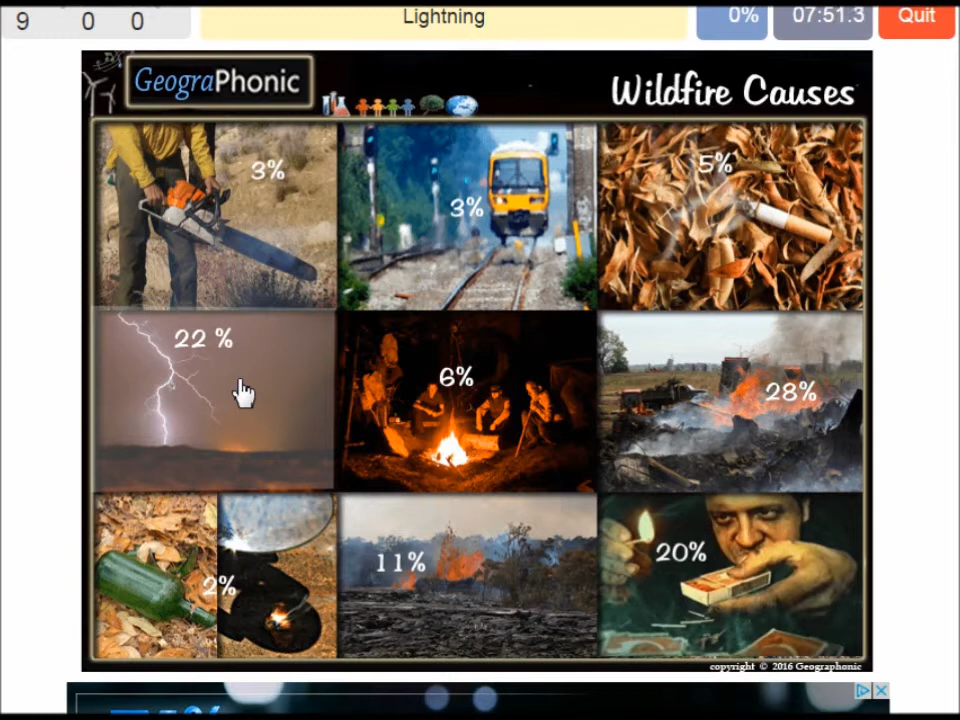 9 0 0
Lightning
0%
07:51.3
Quit
GeograPhonic
Wildfire Causes
3%
3%
5%
22 %
6%
28%
2%
11%
20%
copyright © 2016 Geographonic